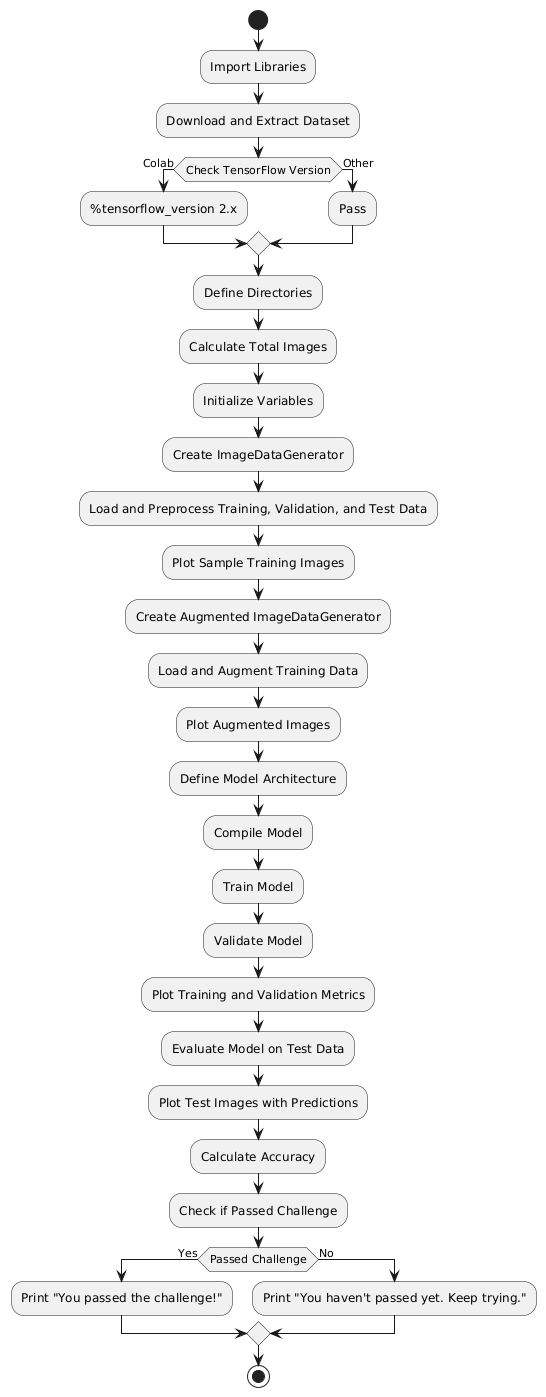 Import Libraries
Download and Extract Dataset
Colab
Check TensorFlow Version
Other
%tensorflow_version 2.x
Pass
Define Directories
Calculate Total Images
Initialize Variables
Create ImageDataGenerator
Load and Preprocess Training, Validation, and Test Data
Plot Sample Training Images
Create Augmented ImageDataGenerator
Load and Augment Training Data
Plot Augmented Images
Define Model Architecture
Compile Model
Train Model
Validate Model
Plot Training and Validation Metrics
Evaluate Model on Test Data
Plot Test Images with Predictions
Calculate Accuracy
Check if Passed Challenge
Yes
Passed Challenge
No
Print "You passed the challenge!"
Print "You haven't passed yet. Keep trying."